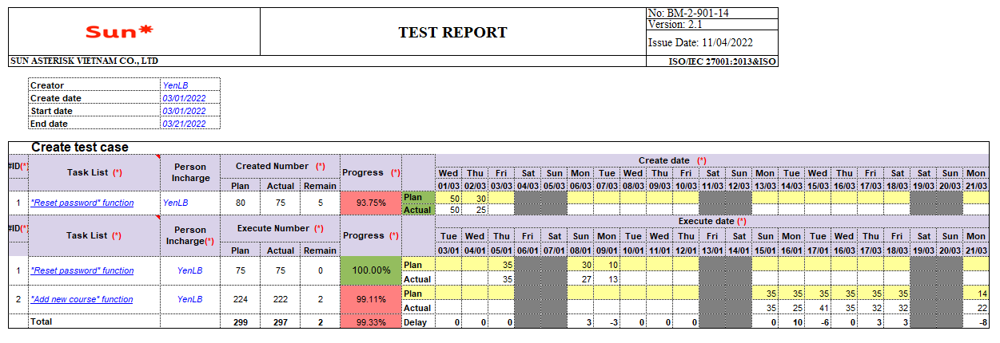 Sun* TEST REPORT No: BM-2-901-14
Version: 2.1
Issue Date: 11/04/2022
SUN ASTERISK VIETNAM CO., LTD ISO/IEC 27001:2013&ISO
Creator YenLB
Create date 03/01/2022
Start date 03/01/2022
End date 03/21/2022
Create test case
#ID(*) Task List (*) Person Incharge Created Number (*) Progress (*) Create date (*)
Wed Thu Fri Sat Sun Mon Tue Wed Thu Fri Sat Sun Mon Tue Wed Thu Fri Sat Sat Sun Mon
Plan Actual Remain 01/03 02/03 03/03 04/03 05/03 06/03 07/03 08/03 09/03 10/03 11/03 12/03 13/03 14/03 15/03 16/03 17/03 18/03 19/03 20/03 21/03
1 "Reset password" function YenLB 80 75 5 93.75% Plan 50 30
Actual 50 25
#ID(*) Task List (*) Person Incharge(*) Execute Number (*) Progress (*) Execute date (*)
Tue Wed Thu Fri Sat Sun Mon Tue Wed Thu Fri Sat Sun Mon Tue Wed Thu Fri Sat Sun Mon
Plan Actual Remain 03/01 04/01 05/01 06/01 07/01 08/01 09/01 10/01 11/01 12/01 13/01 14/01 15/01 16/01 17/01 16/03 17/03 18/03 19/03 20/03 21/03
1 "Reset password" function YenLB 75 75 0 100.00% Plan 35 30 10
Actual 35 27 13
2 "Add new course" function YenLB 224 222 2 99.11% Plan 35 35 35 35 35 35 14
Actual 35 25 41 35 32 32 22
Total 299 297 2 99.33% Delay 0 0 0 3 -3 0 0 0 0 10 -6 0 3 3 -8